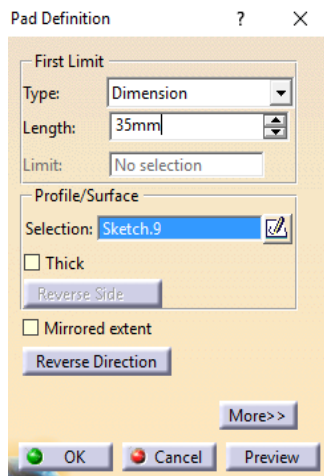 Pad Definition ? ×
First Limit
Type: Dimension
Length: 35mm
Limit: No selection
Profile/Surface
Selection: Sketch.9
Thick
Reverse Side
Mirrored extent
Reverse Direction
More>>
OK Cancel Preview